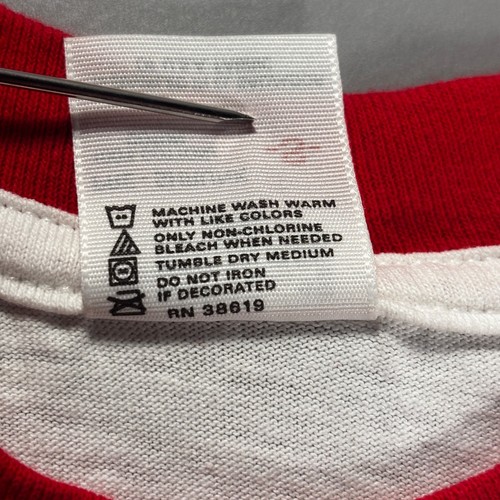 MACHINE WASH WARM
WITH LIKE COLORS
ONLY NON-CHLORINE
BLEACH WHEN NEEDED
TUMBLE DRY MEDIUM
DO NOT IRON
IF DECORATED
RN 38619